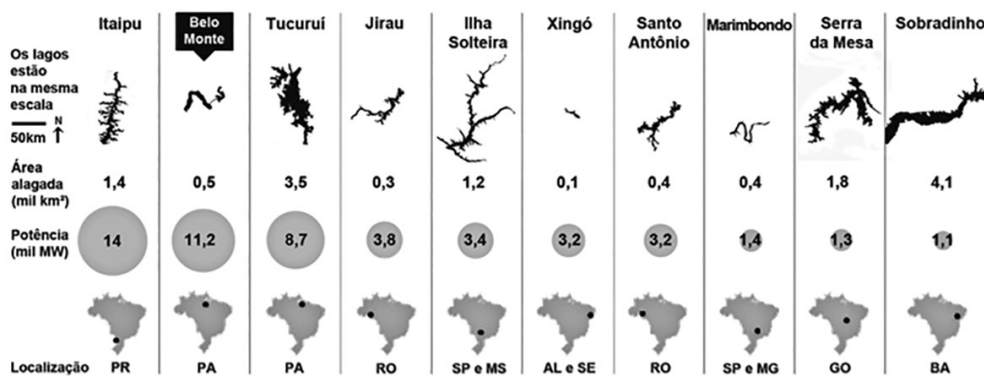 Itaipu
Belo
Monte
Tucuruí
Jirau
Ilha
Solteira
Xingó
Santo
Antônio
Marimbondo
Serra
da Mesa
Sobradinho
Os lagos
estão
na mesma
escala
N
50km
Área
alagada
(mil km²)
1,4
0,5
3,5
0,3
1,2
0,1
0,4
0,4
1,8
4,1
Potência
(mil MW)
14
11,2
8,7
3,8
3,4
3,2
3,2
1,4
1,3
1,1
Localização
PR
PA
PA
RO
SP e MS
AL e SE
RO
SP e MG
GO
BA